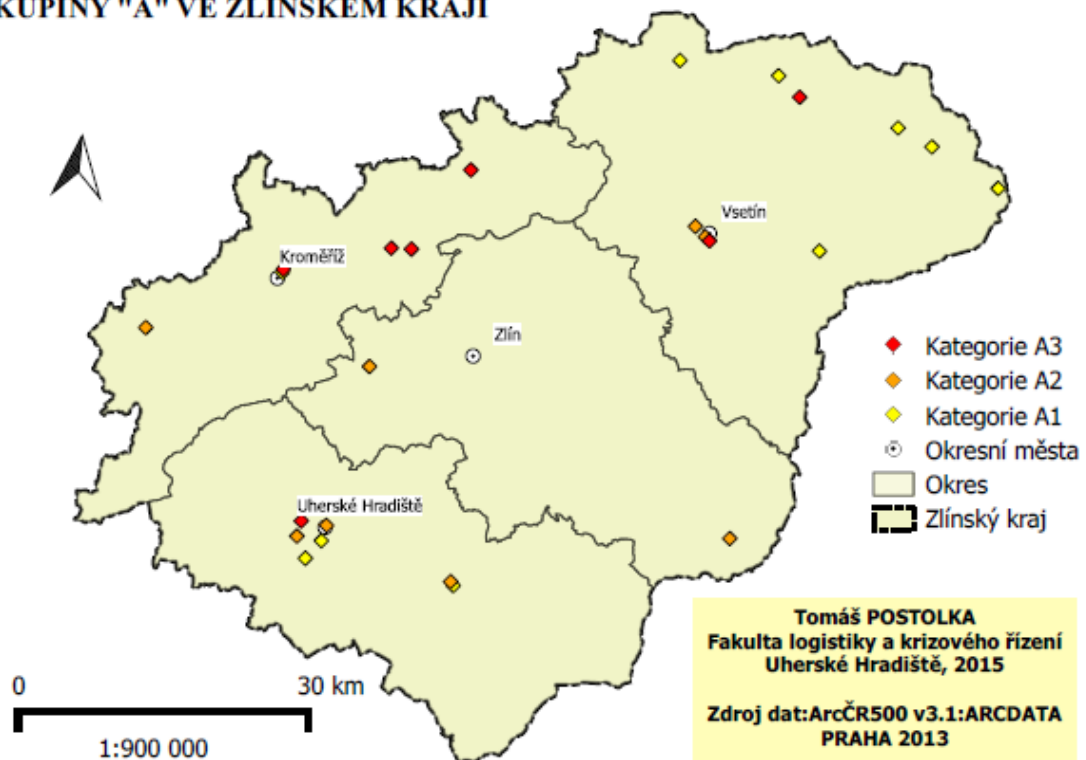 KUPINY "A" VE ZLÍNSKÉM KRAJI
Vsetín
Kroměříž
Zlín
Uherské Hradiště
Kategorie A3
Kategorie A2
Kategorie A1
Okresní města
Okres
Zlínský kraj
0 30 km
1:900 000
Tomáš POSTOLKA
Fakulta logistiky a krizového řízení
Uherské Hradiště, 2015
Zdroj dat:ArcČR500 v3.1:ARCDATA
PRAHA 2013